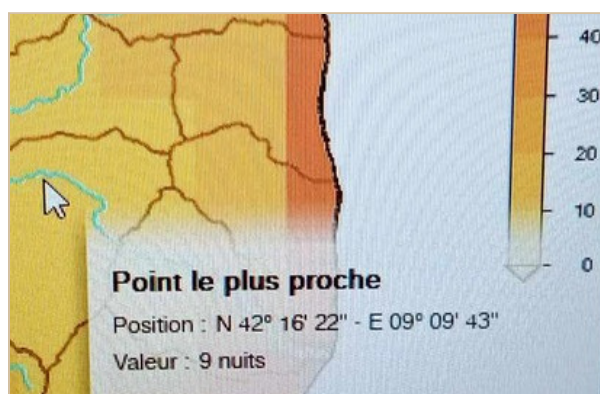 40
30
20
10
0
Point le plus proche
Position : N 42° 16' 22" - E 09° 09' 43"
Valeur : 9 nuits